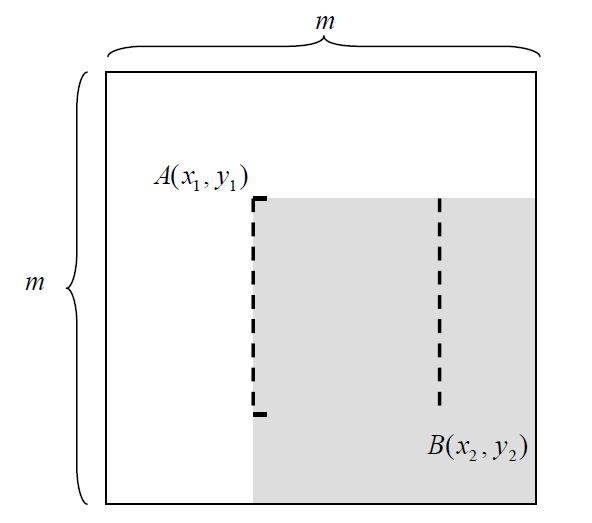 m
A(x₁, y₁)
m
B(x₂, y₂)